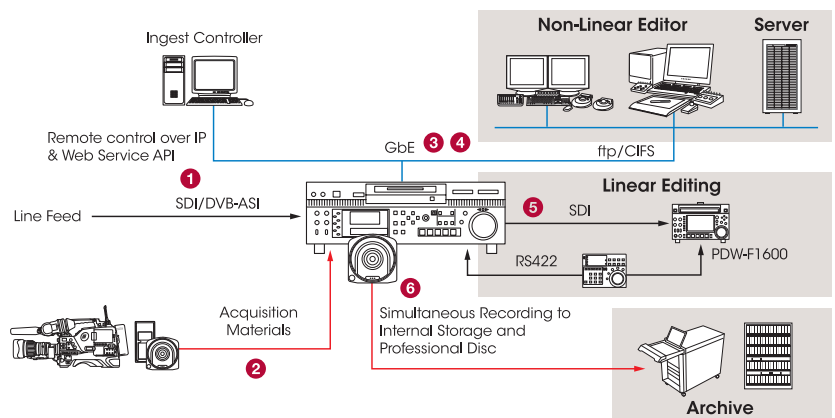 Ingest Controller
Non-Linear Editor
Server
Remote control over IP
& Web Service API
GbE
3
4
ftp/CIFS
1
Line Feed
SDI/DVB-ASI
Linear Editing
5
SDI
RS422
PDW-F1600
6
Acquisition
Materials
2
Simultaneous Recording to
Internal Storage and
Professional Disc
Archive